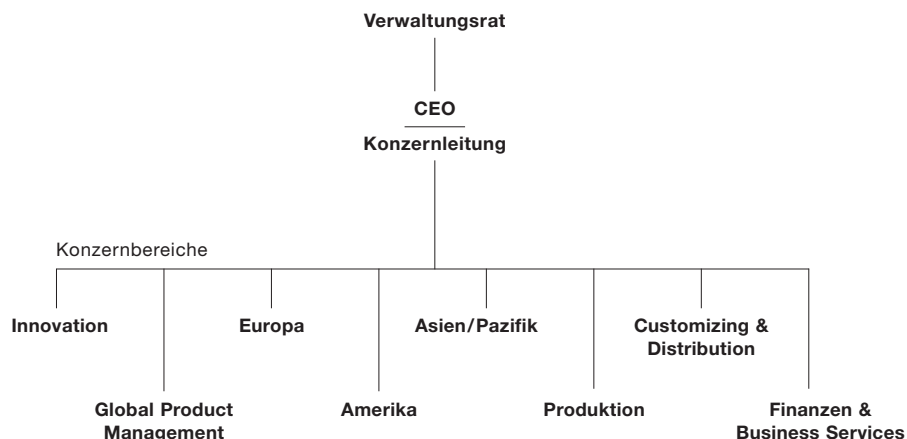 Verwaltungsrat
CEO
Konzernleitung
Konzernbereiche
Innovation
Europa
Asien/Pazifik
Customizing &
Distribution
Global Product
Management
Amerika
Produktion
Finanzen &
Business Services